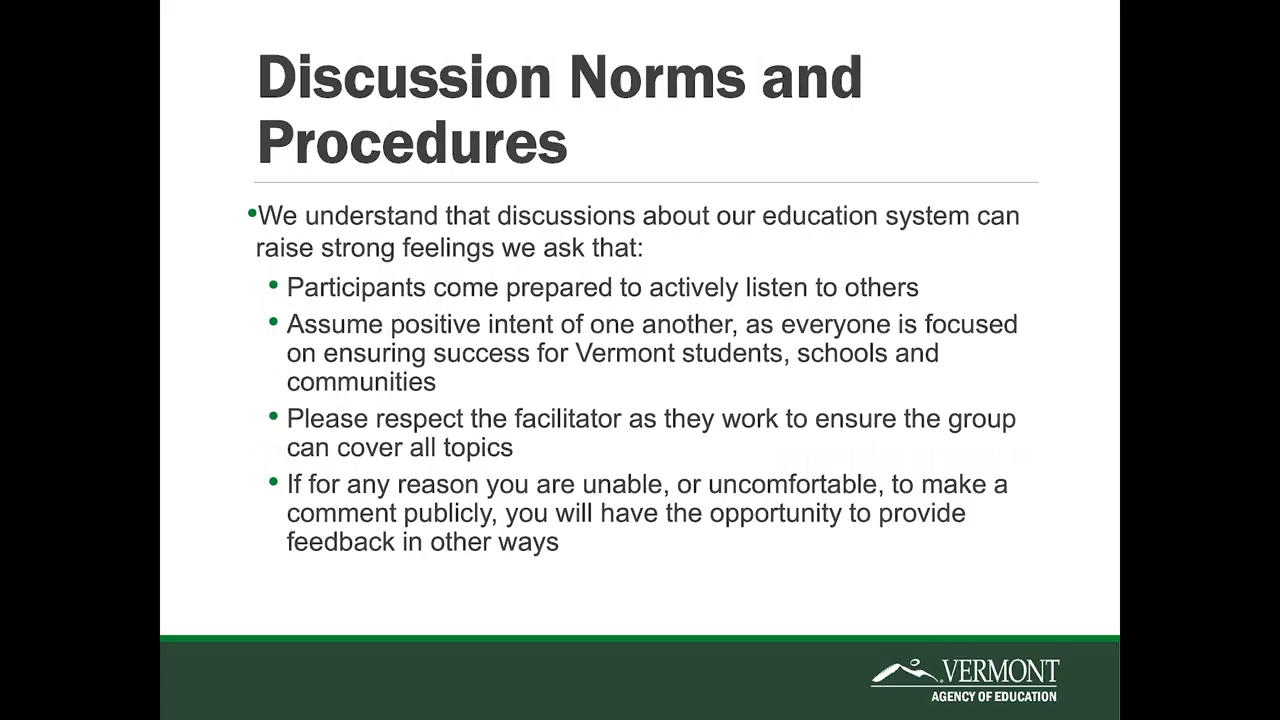 Discussion Norms and
Procedures
•We understand that discussions about our education system can
raise strong feelings we ask that:
• Participants come prepared to actively listen to others
• Assume positive intent of one another, as everyone is focused
on ensuring success for Vermont students, schools and
communities
• Please respect the facilitator as they work to ensure the group
can cover all topics
• If for any reason you are unable, or uncomfortable, to make a
comment publicly, you will have the opportunity to provide
feedback in other ways
VERMONT
AGENCY OF EDUCATION